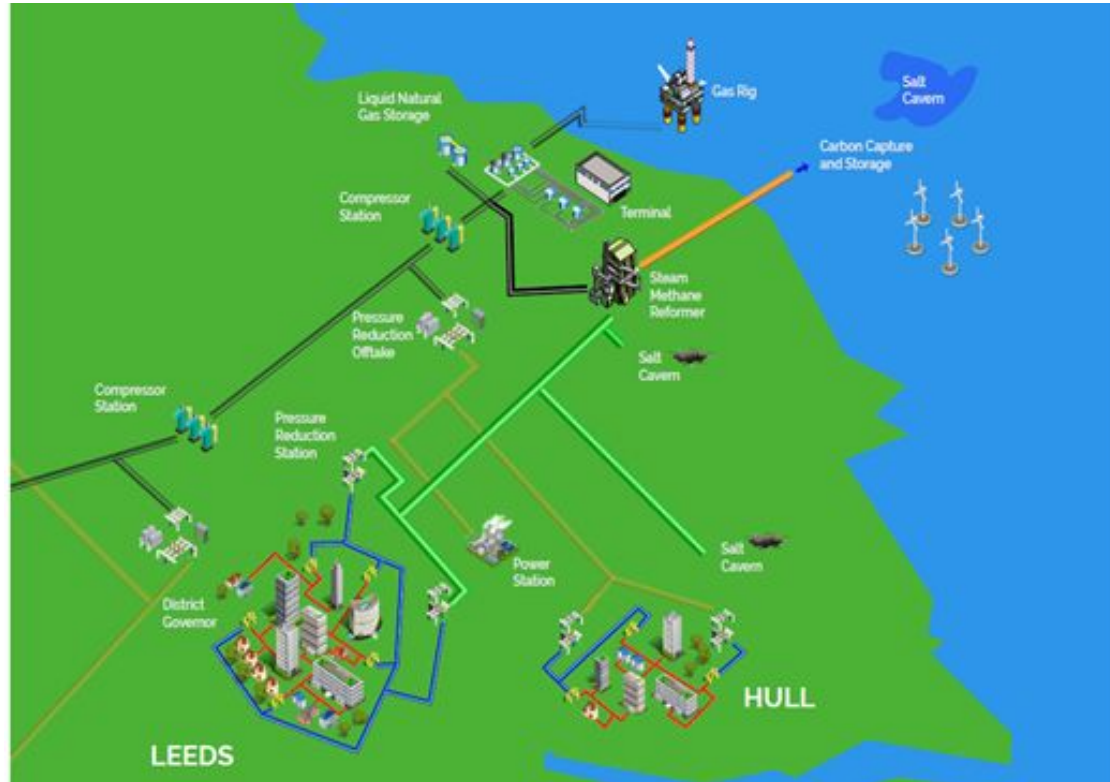 Liquid Natural
Gas Storage
Gas Rig
Salt
Cavern
Carbon Capture
and Storage
Compressor
Station
Terminal
Steam
Methane
Reformer
Pressure
Reduction
Offtake
Salt
Cavern
Compressor
Station
Pressure
Reduction
Station
Salt
Cavern
Power
Station
District
Governor
HULL
LEEDS